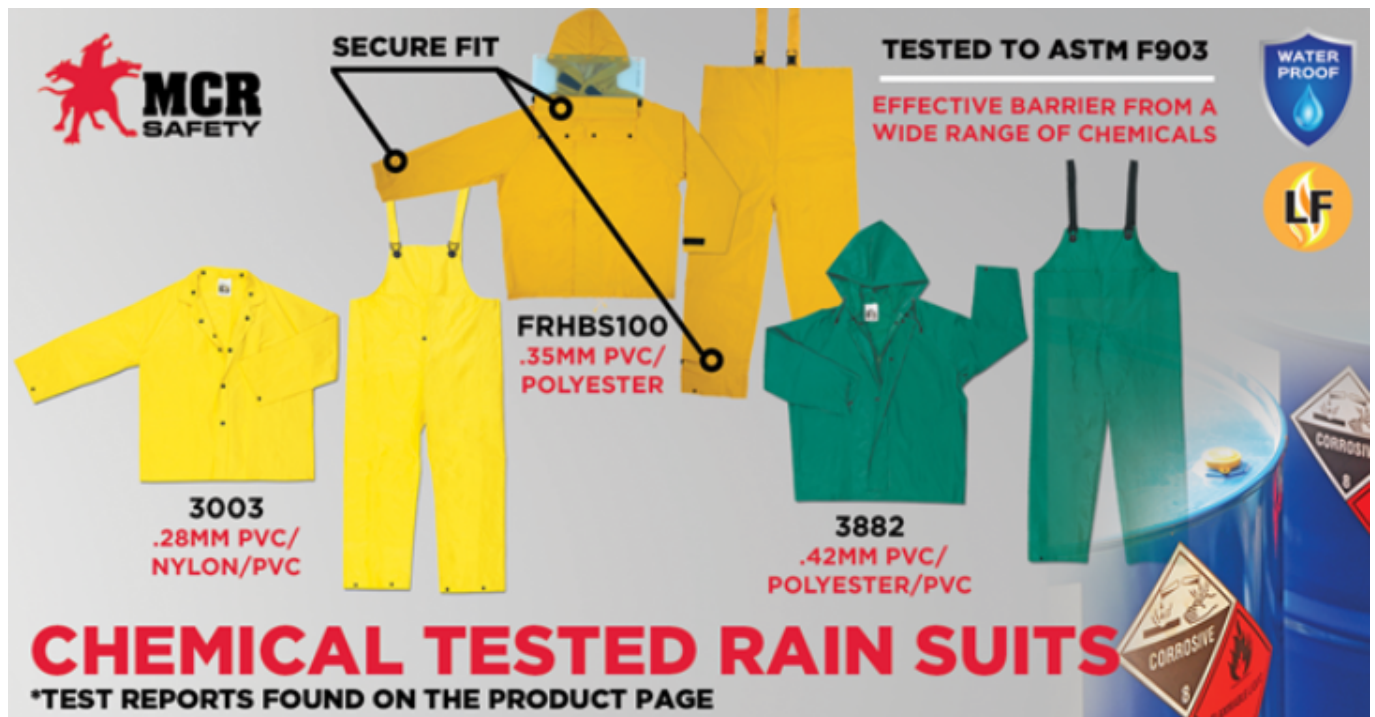 MCR
SAFETY
SECURE FIT
TESTED TO ASTM F903
EFFECTIVE BARRIER FROM A
WIDE RANGE OF CHEMICALS
WATER
PROOF
LF
FRHBS100
.35MM PVC/
POLYESTER
3003
.28MM PVC/
NYLON/PVC
3882
.42MM PVC/
POLYESTER/PVC
8
CORROSIVE
8
CHEMICAL TESTED RAIN SUITS
*TEST REPORTS FOUND ON THE PRODUCT PAGE